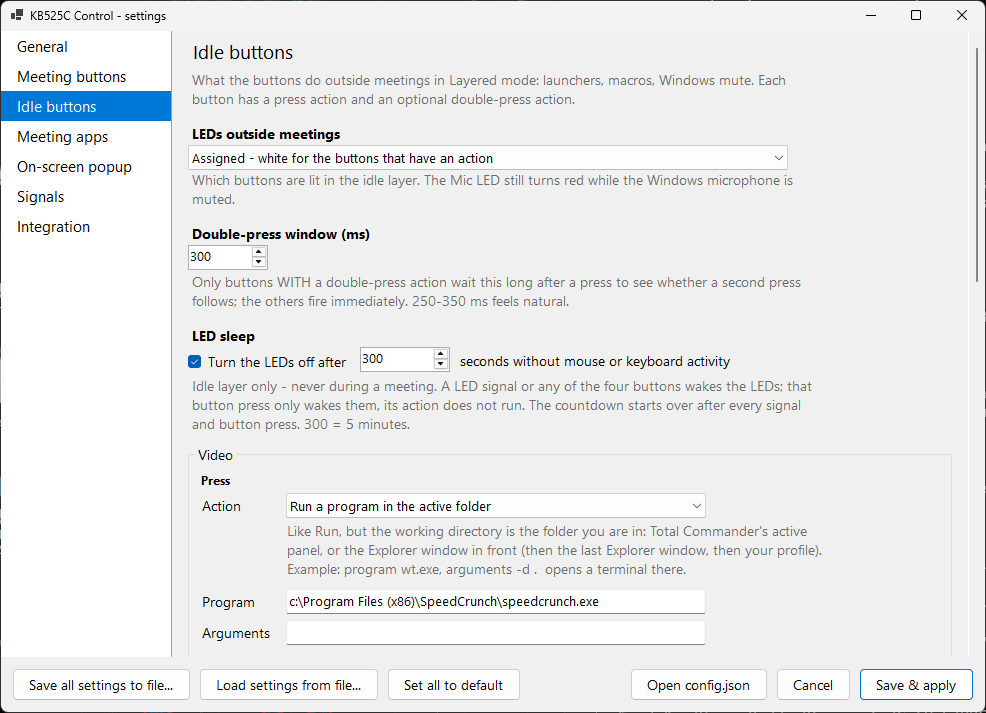 KB525C Control - settings
General
Meeting buttons
Idle buttons
Meeting apps
On-screen popup
Signals
Integration
Idle buttons
What the buttons do outside meetings in Layered mode: launchers, macros, Windows mute. Each
button has a press action and an optional double-press action.
LEDs outside meetings
Assigned - white for the buttons that have an action
Which buttons are lit in the idle layer. The Mic LED still turns red while the Windows microphone is
muted.
Double-press window (ms)
300
Only buttons WITH a double-press action wait this long after a press to see whether a second press
follows; the others fire immediately. 250-350 ms feels natural.
LED sleep
Turn the LEDs off after 300 seconds without mouse or keyboard activity
Idle layer only - never during a meeting. A LED signal or any of the four buttons wakes the LEDs; that
button press only wakes them, its action does not run. The countdown starts over after every signal
and button press. 300 = 5 minutes.
Video
Press
Action Run a program in the active folder
Like Run, but the working directory is the folder you are in: Total Commander's active
panel, or the Explorer window in front (then the last Explorer window, then your profile).
Example: program wt.exe, arguments -d .  opens a terminal there.
Program c:\Program Files (x86)\SpeedCrunch\speedcrunch.exe
Arguments
Save all settings to file... Load settings from file... Set all to default Open config.json Cancel Save & apply